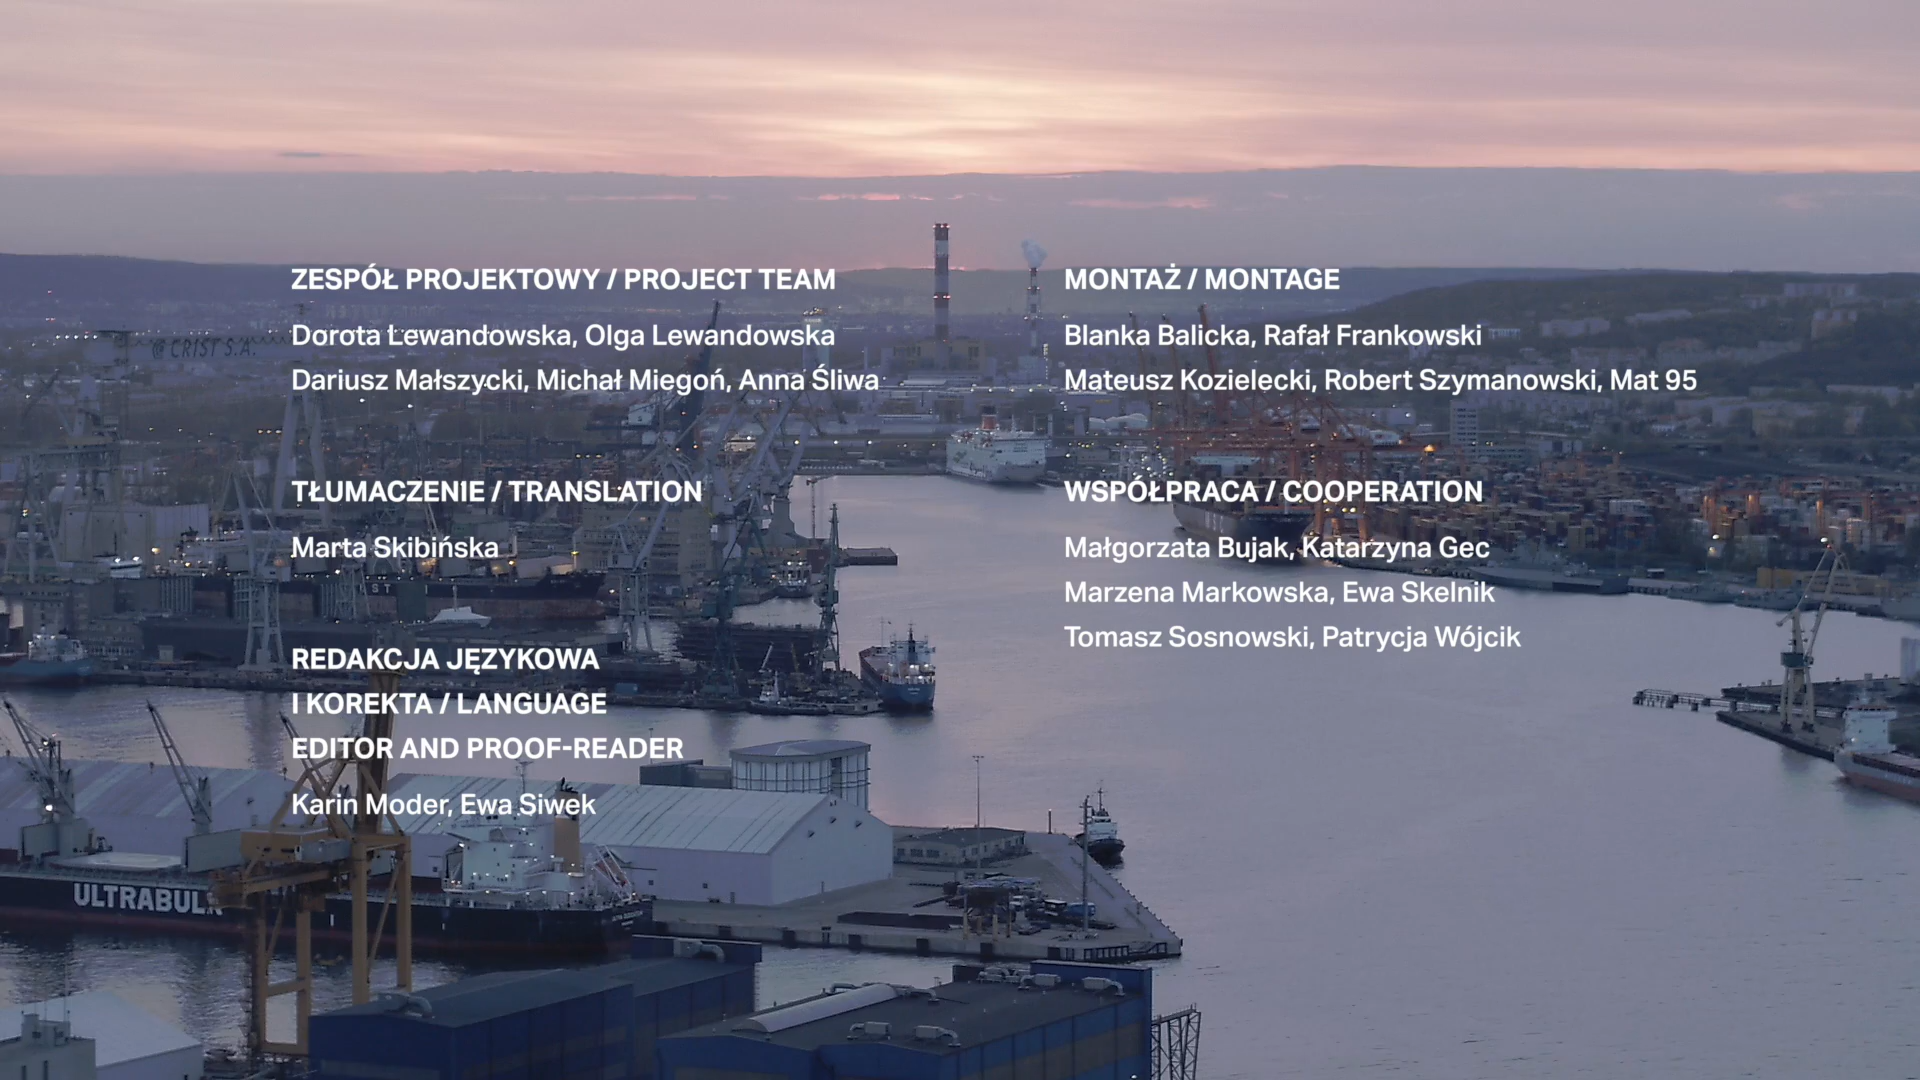 ZESPÓŁ PROJEKTOWY / PROJECT TEAM
Dorota Lewandowska, Olga Lewandowska
Dariusz Małszycki, Michał Miegoń, Anna Śliwa
TŁUMACZENIE / TRANSLATION
Marta Skibińska
REDAKCJA JĘZYKOWA
I KOREKTA / LANGUAGE
EDITOR AND PROOF-READER
Karin Moder, Ewa Siwek
MONTAŻ / MONTAGE
Blanka Balicka, Rafał Frankowski
Mateusz Kozielecki, Robert Szymanowski, Mat 95
WSPÓŁPRACA / COOPERATION
Małgorzata Bujak, Katarzyna Gec
Marzena Markowska, Ewa Skelnik
Tomasz Sosnowski, Patrycja Wójcik
CRIST S.A.
ULTRABULK